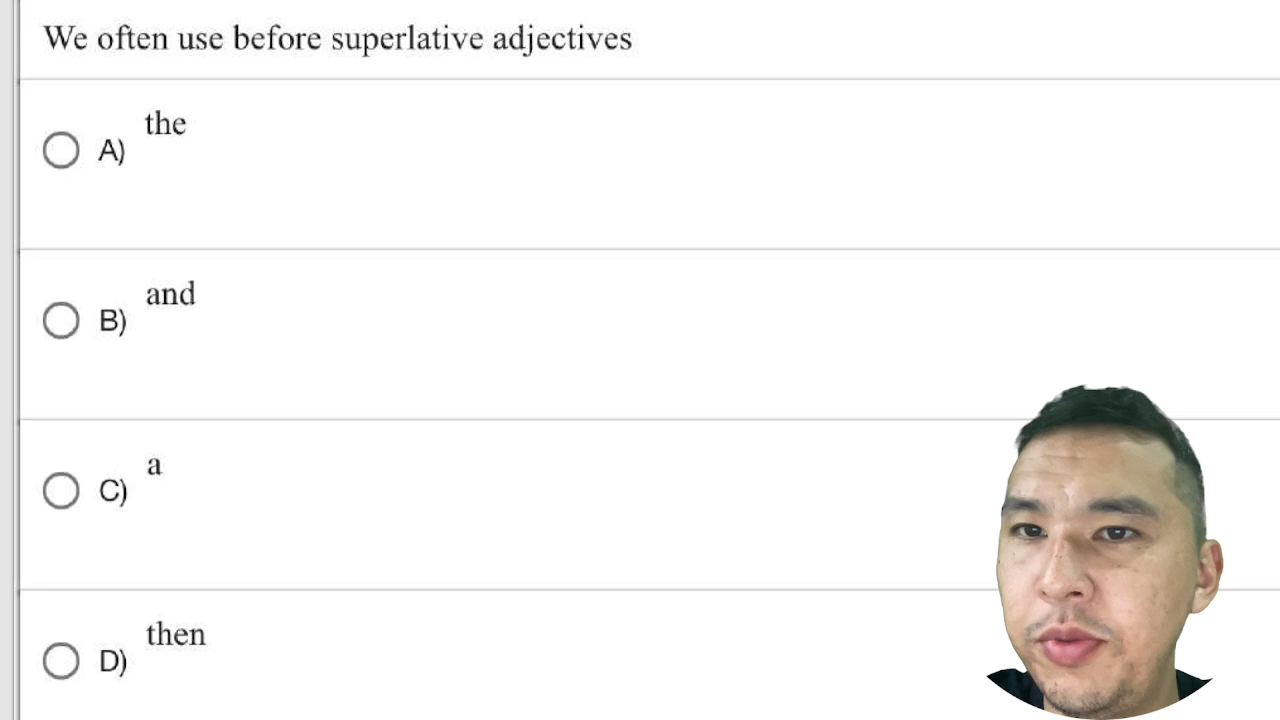 We often use before superlative adjectives
the
A)
and
B)
a
C)
then
D)